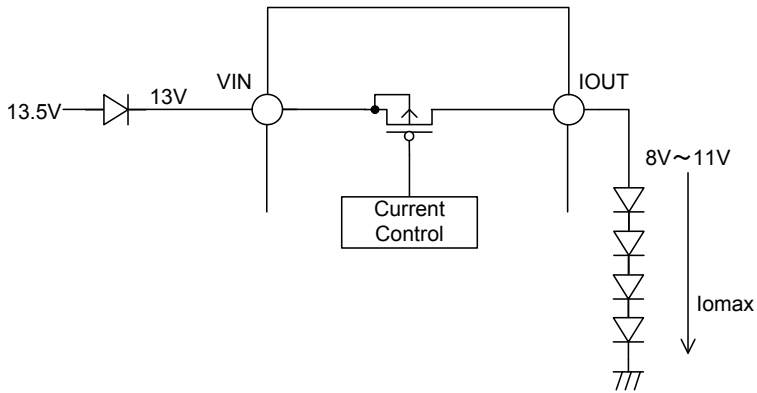 VIN
IOUT
13.5V
13V
8V～11V
Current
Control
Iomax